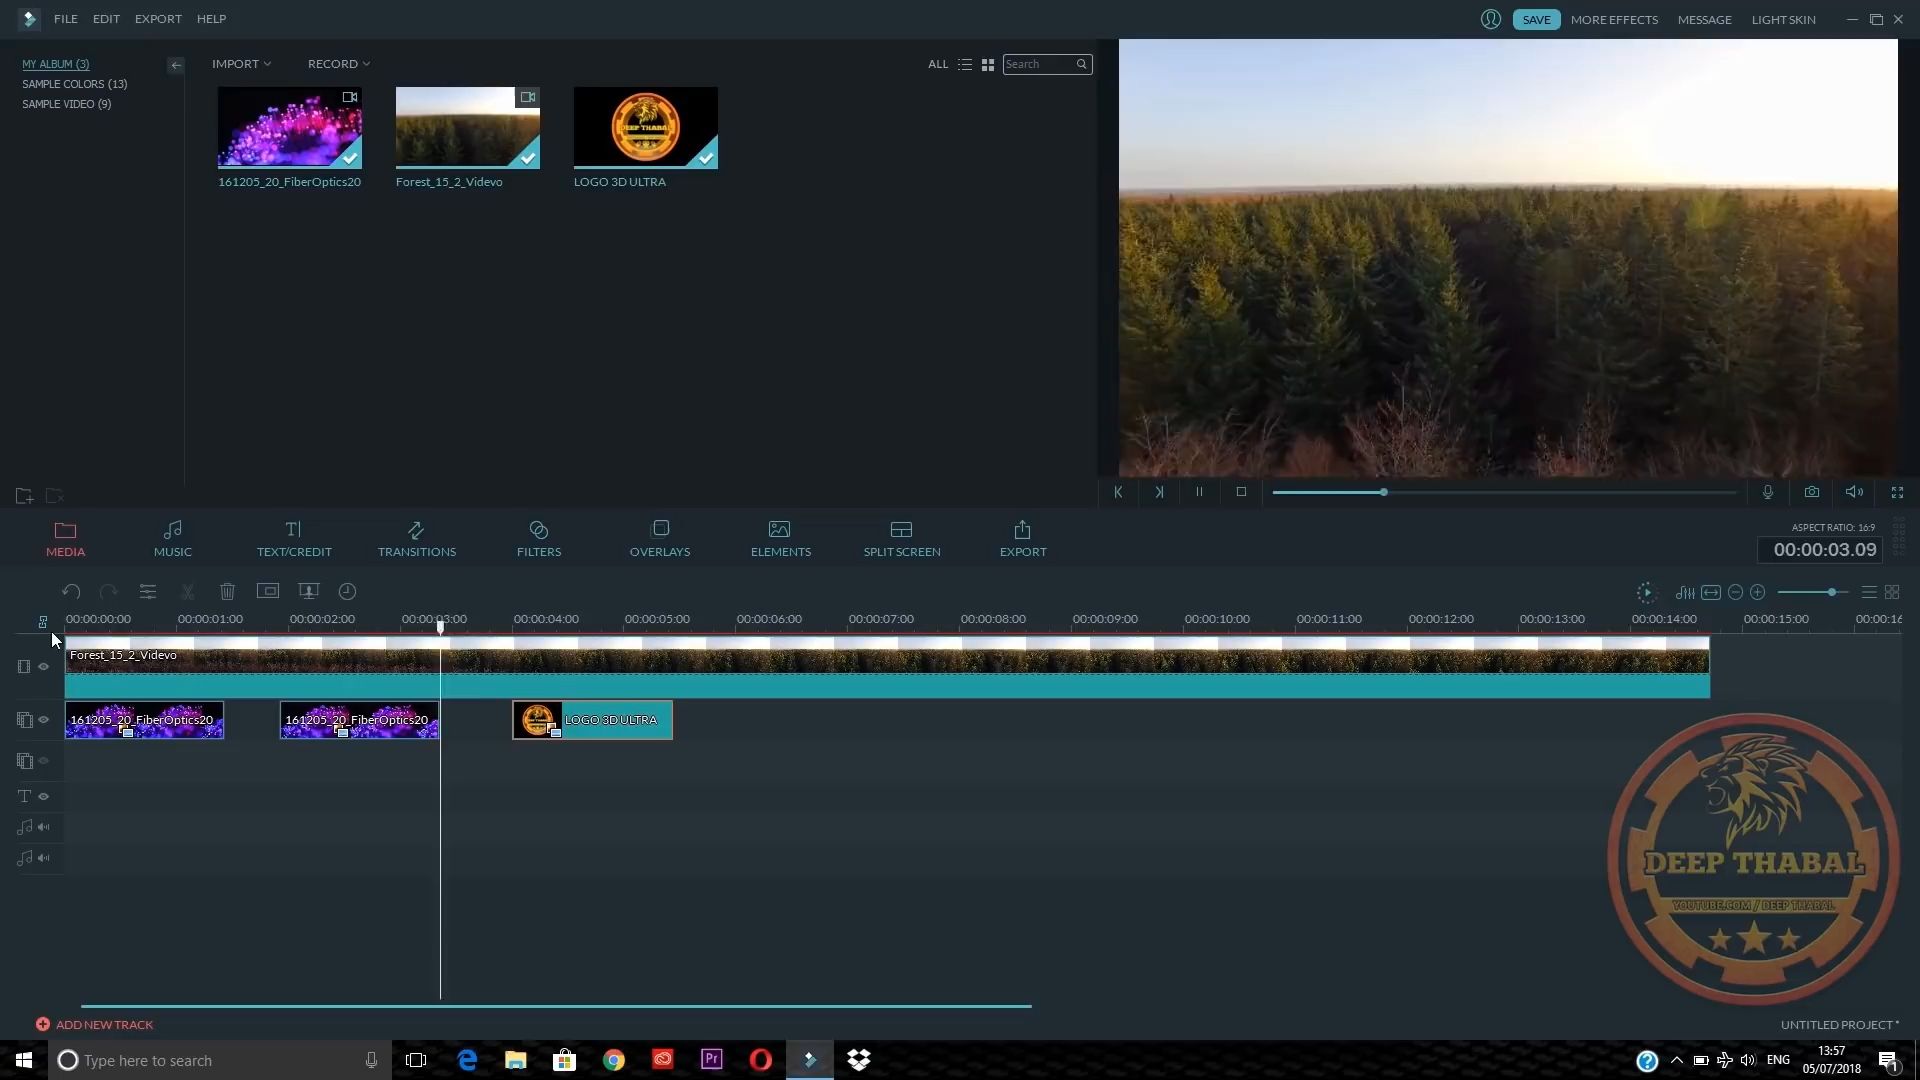 FILE EDIT EXPORT HELP
SAVE MORE EFFECTS MESSAGE LIGHT SKIN
MY ALBUM (3)
SAMPLE COLORS (13)
SAMPLE VIDEO (9)
IMPORT RECORD ALL Search
DEEP THABAL
161205_20_FiberOptics20 Forest_15_2_Videvo LOGO 3D ULTRA
MEDIA MUSIC TEXT/CREDIT TRANSITIONS FILTERS OVERLAYS ELEMENTS SPLIT SCREEN EXPORT
ASPECT RATIO: 16:9
00:00:03.09
00:00:00:00 00:00:01:00 00:00:02:00 00:00:03:00 00:00:04:00 00:00:05:00 00:00:06:00 00:00:07:00 00:00:08:00 00:00:09:00 00:00:10:00 00:00:11:00 00:00:12:00 00:00:13:00 00:00:14:00 00:00:15:00 00:00:16
Forest_15_2_Videvo
161205_20_FiberOptics20 161205_20_FiberOptics20 LOGO 3D ULTRA
DEEP THABAL
YOUTUBE.COM / DEEP THABAL
ADD NEW TRACK
UNTITLED PROJECT *
Type here to search
Pr
ENG
13:57
05/07/2018
1